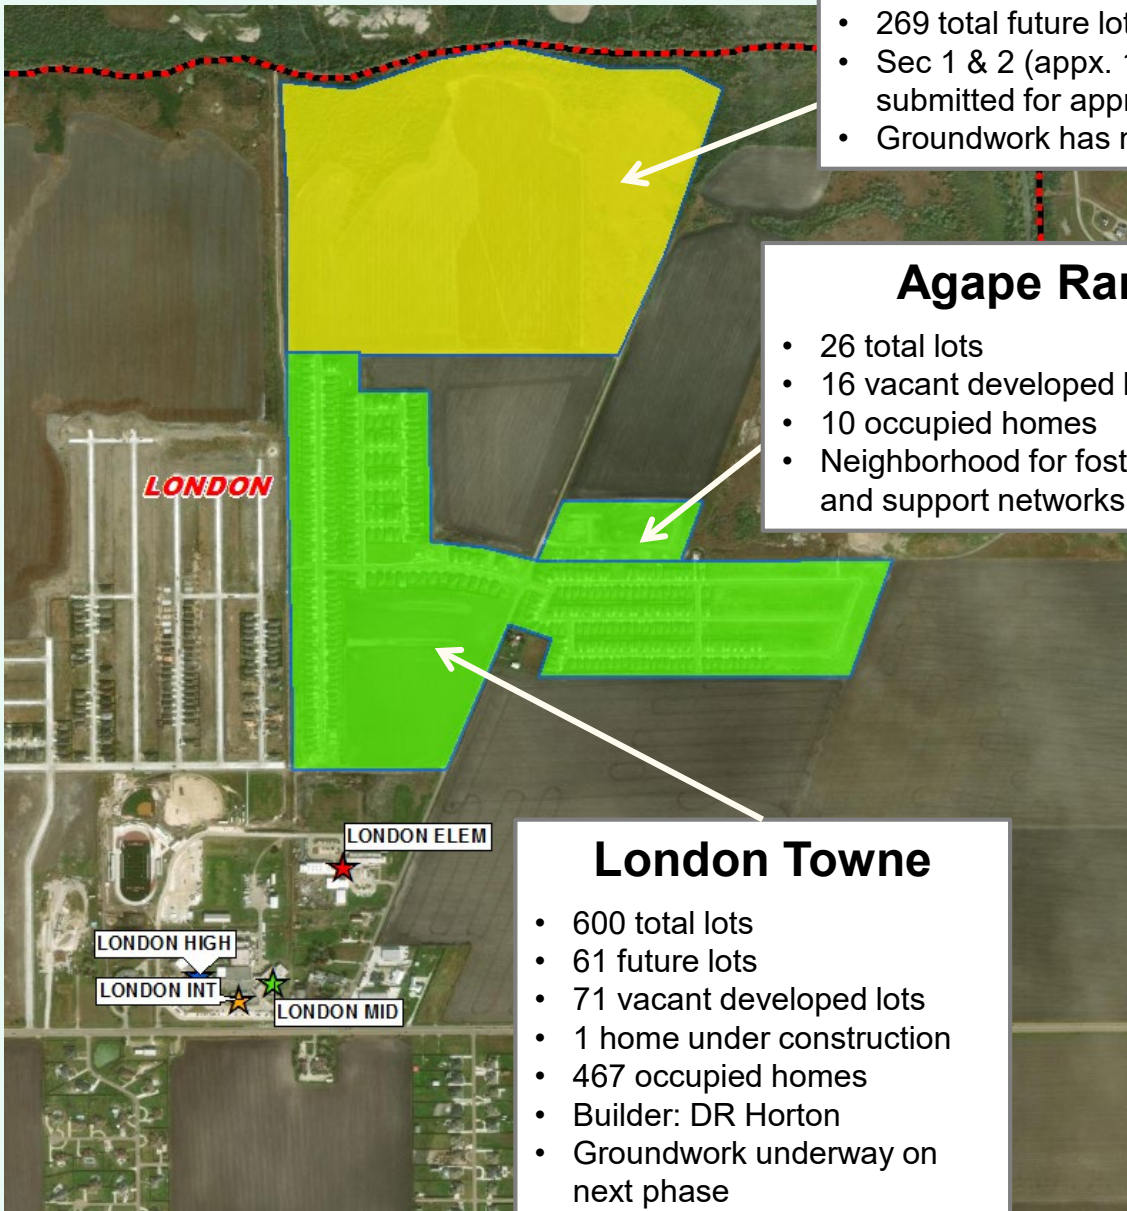 • 269 total future lot
• Sec 1 & 2 (appx. 1
submitted for appr
• Groundwork has n
Agape Ran
• 26 total lots
• 16 vacant developed l
• 10 occupied homes
• Neighborhood for fost
and support networks
LONDON
London Towne
• 600 total lots
• 61 future lots
• 71 vacant developed lots
• 1 home under construction
• 467 occupied homes
• Builder: DR Horton
• Groundwork underway on
next phase
LONDON ELEM
LONDON HIGH
LONDON INT
LONDON MID